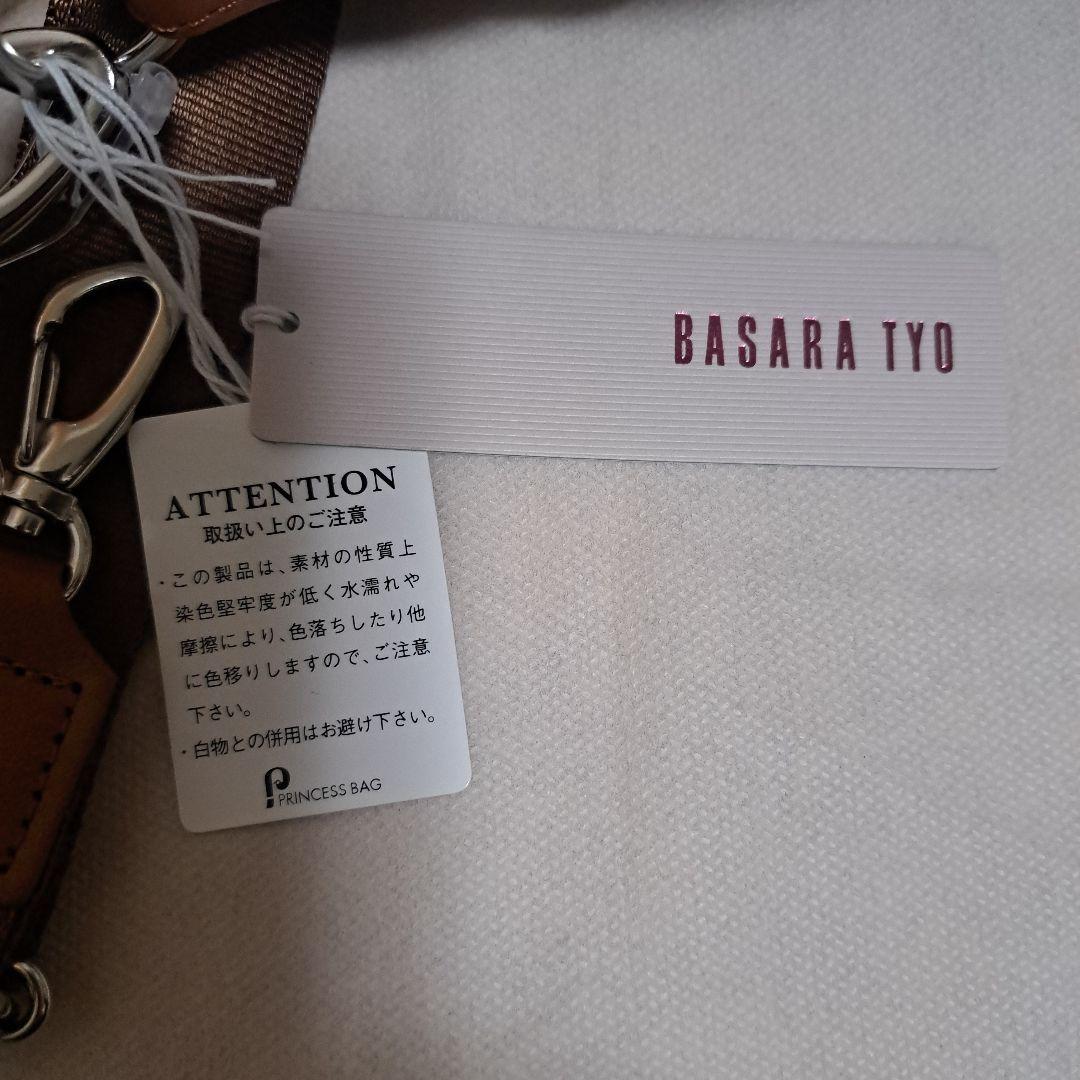 BASARA TYO
ATTENTION
取扱い上のご注意
・この製品は、素材の性質上
染色堅牢度が低く水濡れや
摩擦により、色落ちしたり他
に色移りしますので、ご注意
下さい。
・白物との併用はお避け下さい。
PRINCESS BAG